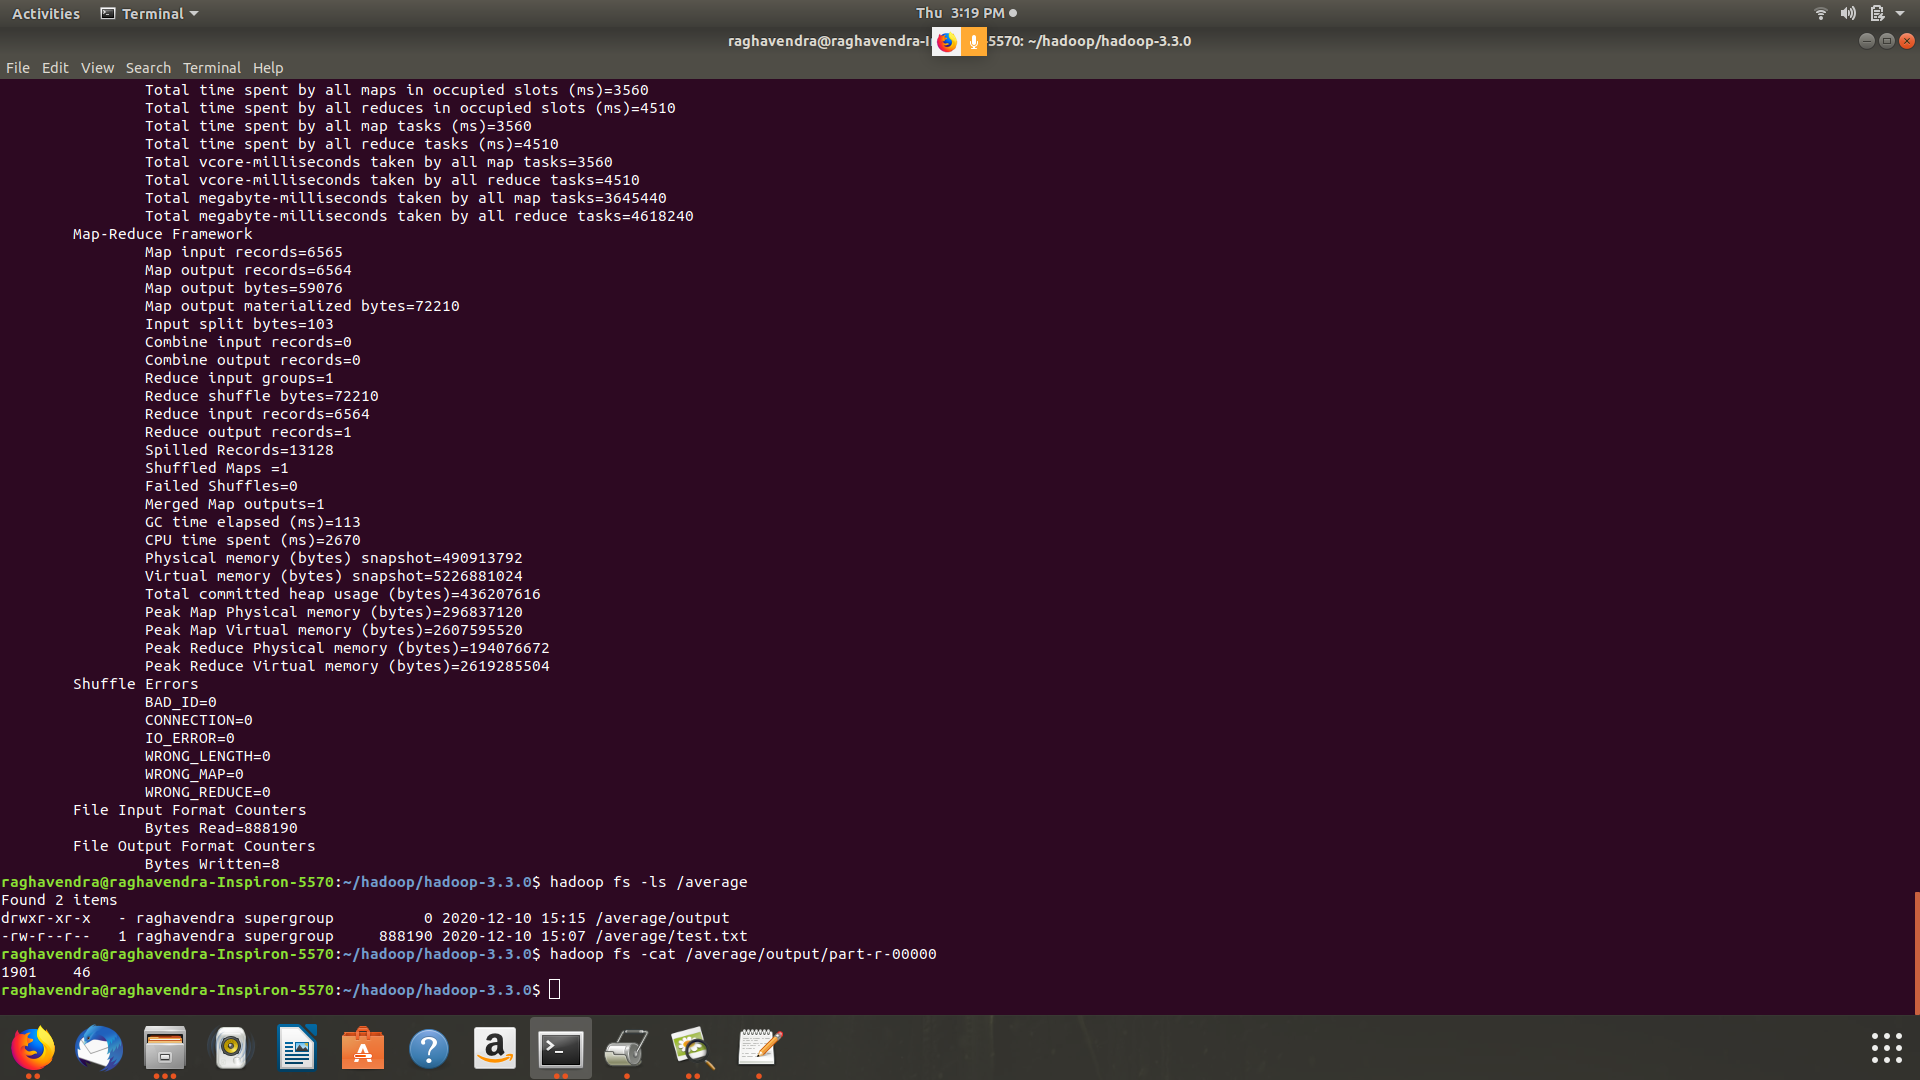 Activities Terminal Thu 3:19 PM
raghavendra@raghavendra-I 5570: ~/hadoop/hadoop-3.3.0
File Edit View Search Terminal Help
Total time spent by all maps in occupied slots (ms)=3560
Total time spent by all reduces in occupied slots (ms)=4510
Total time spent by all map tasks (ms)=3560
Total time spent by all reduce tasks (ms)=4510
Total vcore-milliseconds taken by all map tasks=3560
Total vcore-milliseconds taken by all reduce tasks=4510
Total megabyte-milliseconds taken by all map tasks=3645440
Total megabyte-milliseconds taken by all reduce tasks=4618240
Map-Reduce Framework
Map input records=6565
Map output records=6564
Map output bytes=59076
Map output materialized bytes=72210
Input split bytes=103
Combine input records=0
Combine output records=0
Reduce input groups=1
Reduce shuffle bytes=72210
Reduce input records=6564
Reduce output records=1
Spilled Records=13128
Shuffled Maps =1
Failed Shuffles=0
Merged Map outputs=1
GC time elapsed (ms)=113
CPU time spent (ms)=2670
Physical memory (bytes) snapshot=490913792
Virtual memory (bytes) snapshot=5226881024
Total committed heap usage (bytes)=436207616
Peak Map Physical memory (bytes)=296837120
Peak Map Virtual memory (bytes)=2607595520
Peak Reduce Physical memory (bytes)=194076672
Peak Reduce Virtual memory (bytes)=2619285504
Shuffle Errors
BAD_ID=0
CONNECTION=0
IO_ERROR=0
WRONG_LENGTH=0
WRONG_MAP=0
WRONG_REDUCE=0
File Input Format Counters
Bytes Read=888190
File Output Format Counters
Bytes Written=8
raghavendra@raghavendra-Inspiron-5570:~/hadoop/hadoop-3.3.0$ hadoop fs -ls /average
Found 2 items
drwxr-xr-x - raghavendra supergroup 0 2020-12-10 15:15 /average/output
-rw-r--r-- 1 raghavendra supergroup 888190 2020-12-10 15:07 /average/test.txt
raghavendra@raghavendra-Inspiron-5570:~/hadoop/hadoop-3.3.0$ hadoop fs -cat /average/output/part-r-00000
1901 46
raghavendra@raghavendra-Inspiron-5570:~/hadoop/hadoop-3.3.0$